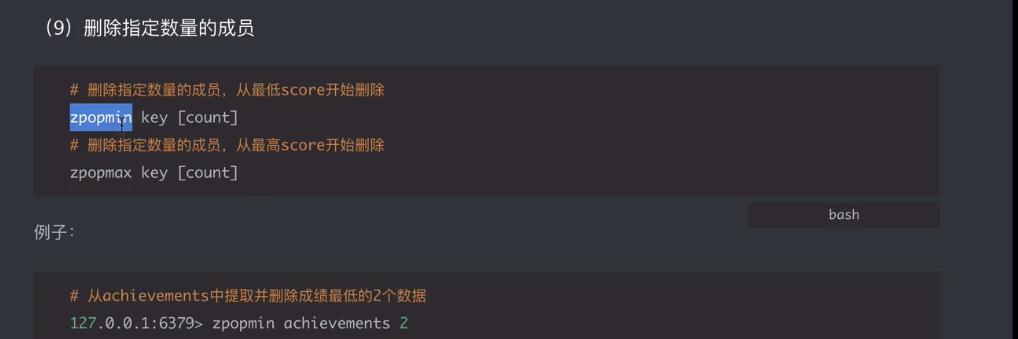 （9）删除指定数量的成员
# 删除指定数量的成员，从最低score开始删除
zpopmin key [count]
# 删除指定数量的成员，从最高score开始删除
zpopmax key [count]
bash
例子：
# 从achievements中提取并删除成绩最低的2个数据
127.0.0.1:6379> zpopmin achievements 2